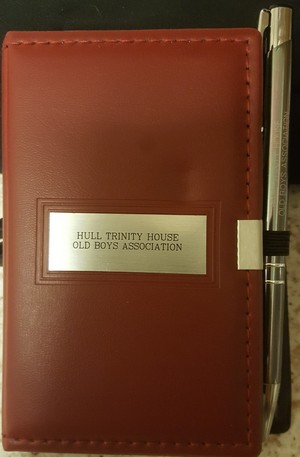 HULL TRINITY HOUSE
OLD BOYS ASSOCIATION